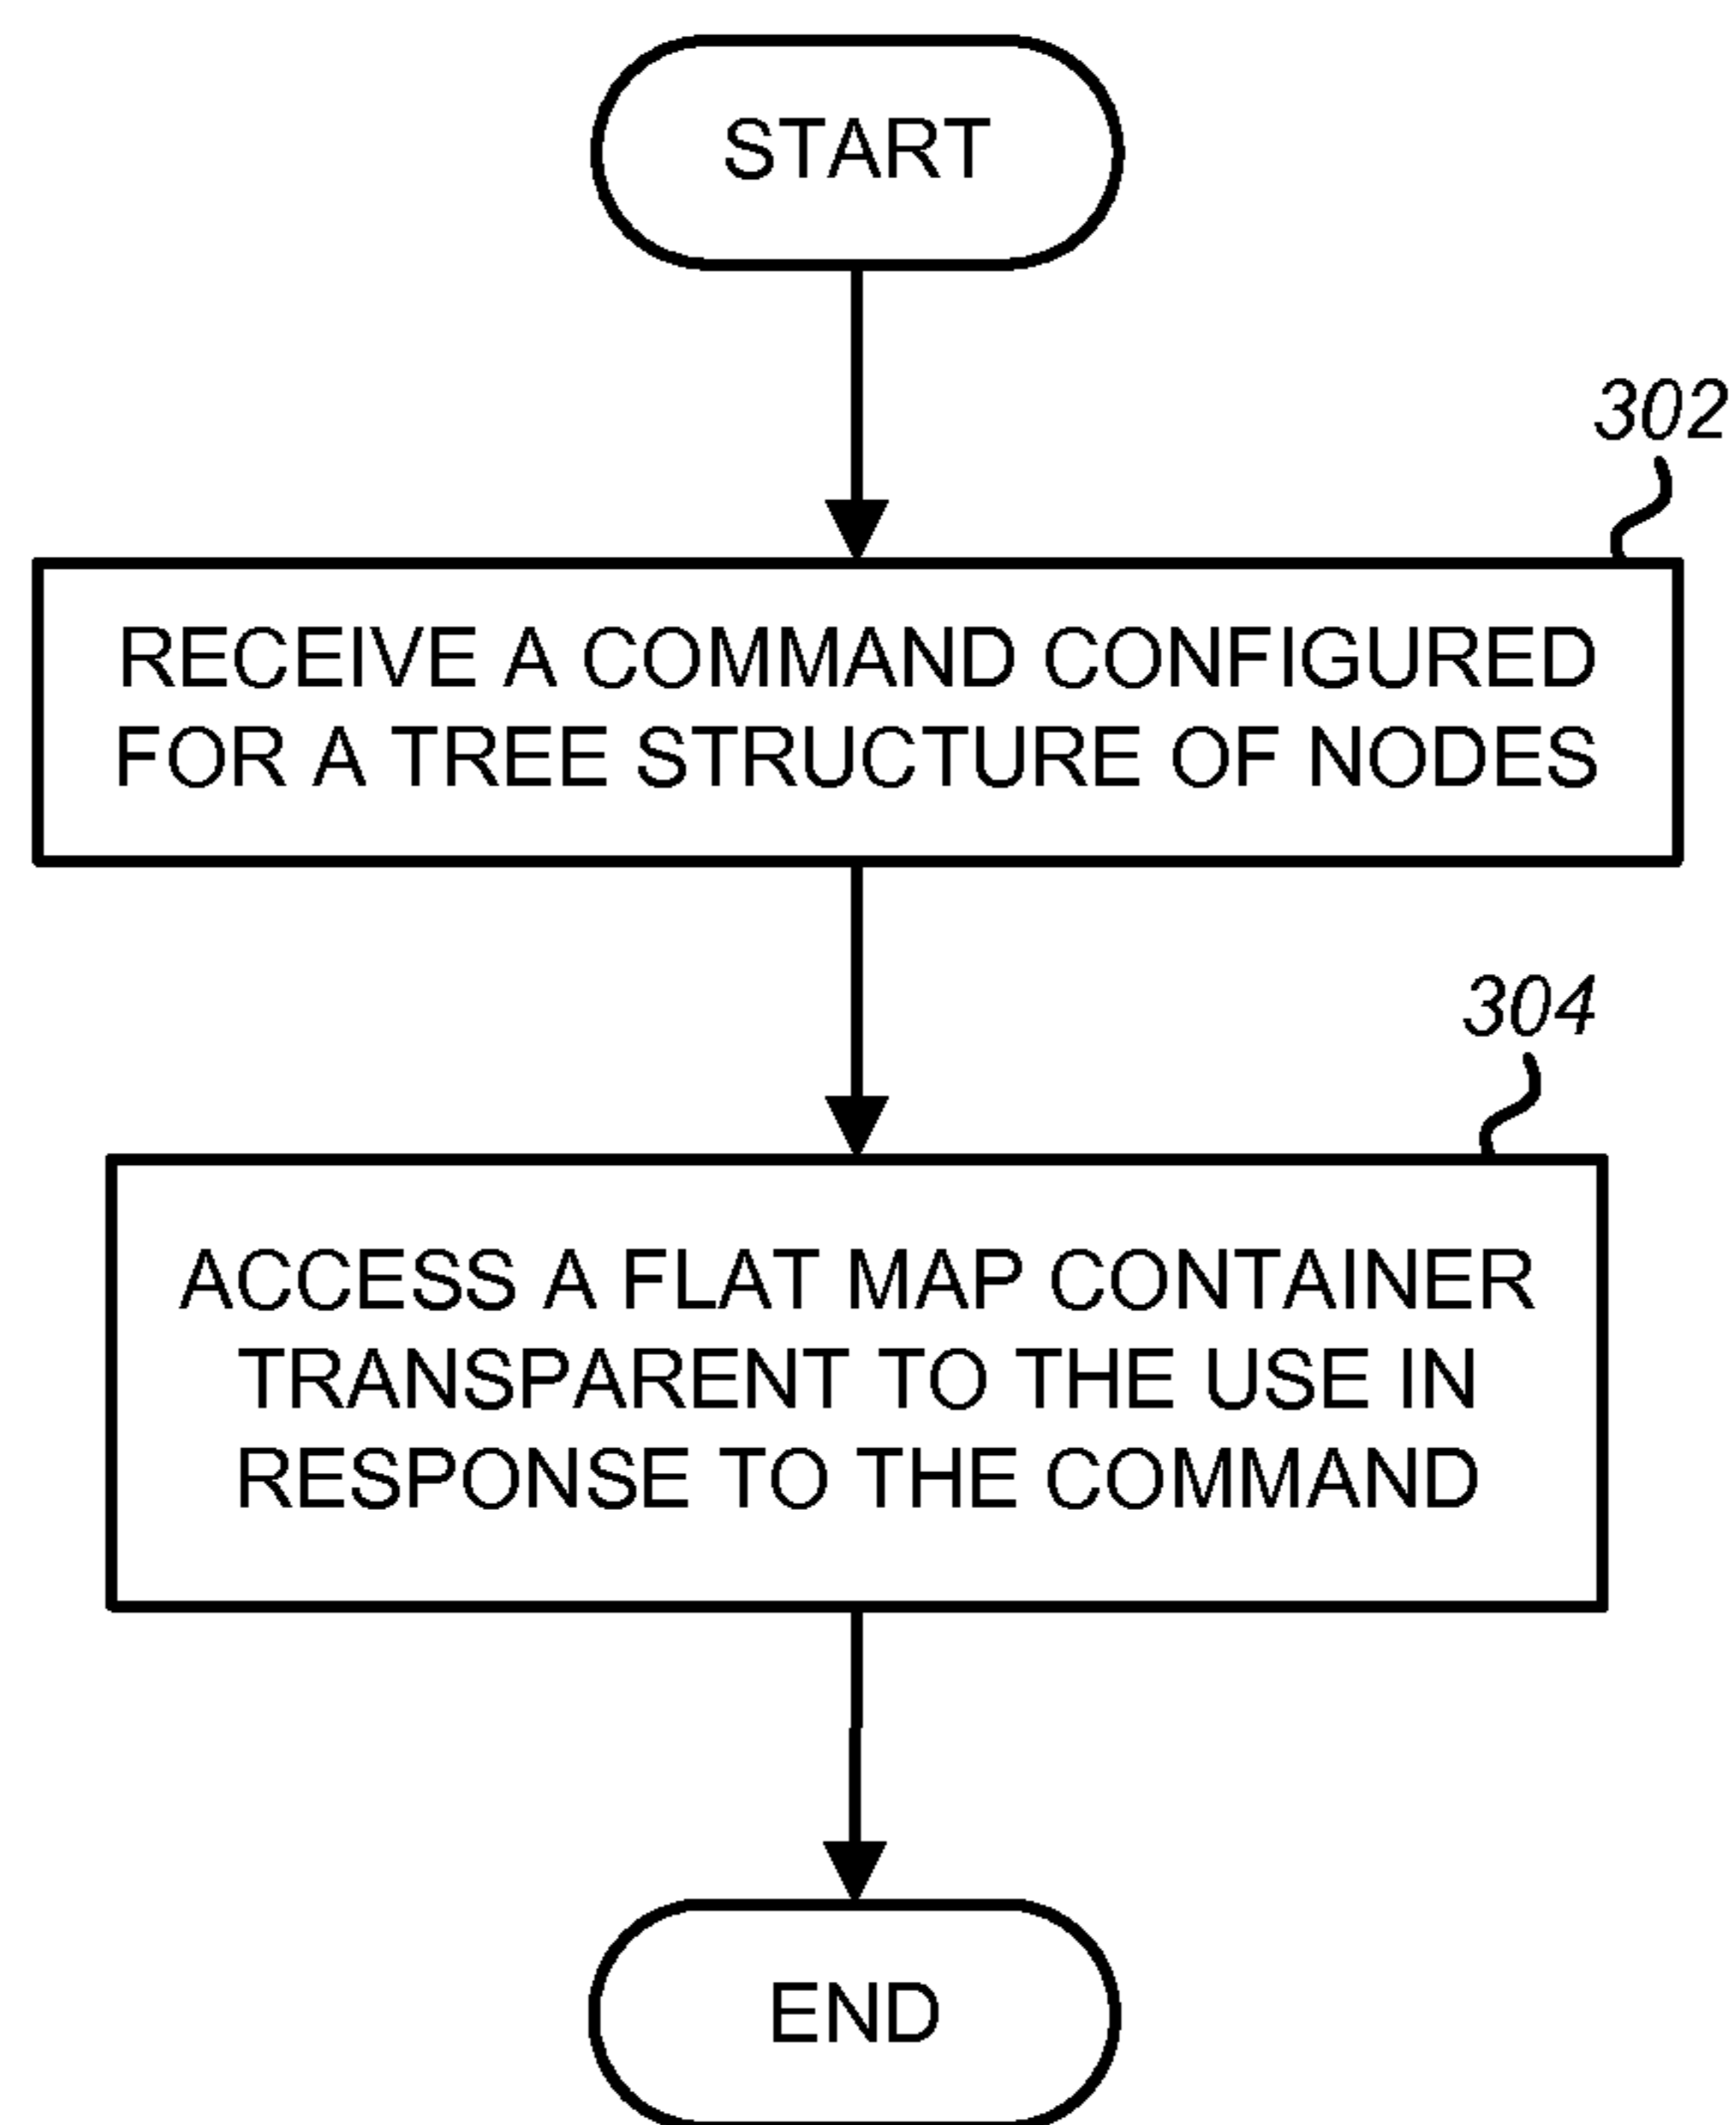 START
302
RECEIVE A COMMAND CONFIGURED
FOR A TREE STRUCTURE OF NODES
304
ACCESS A FLAT MAP CONTAINER
TRANSPARENT TO THE USE IN
RESPONSE TO THE COMMAND
END